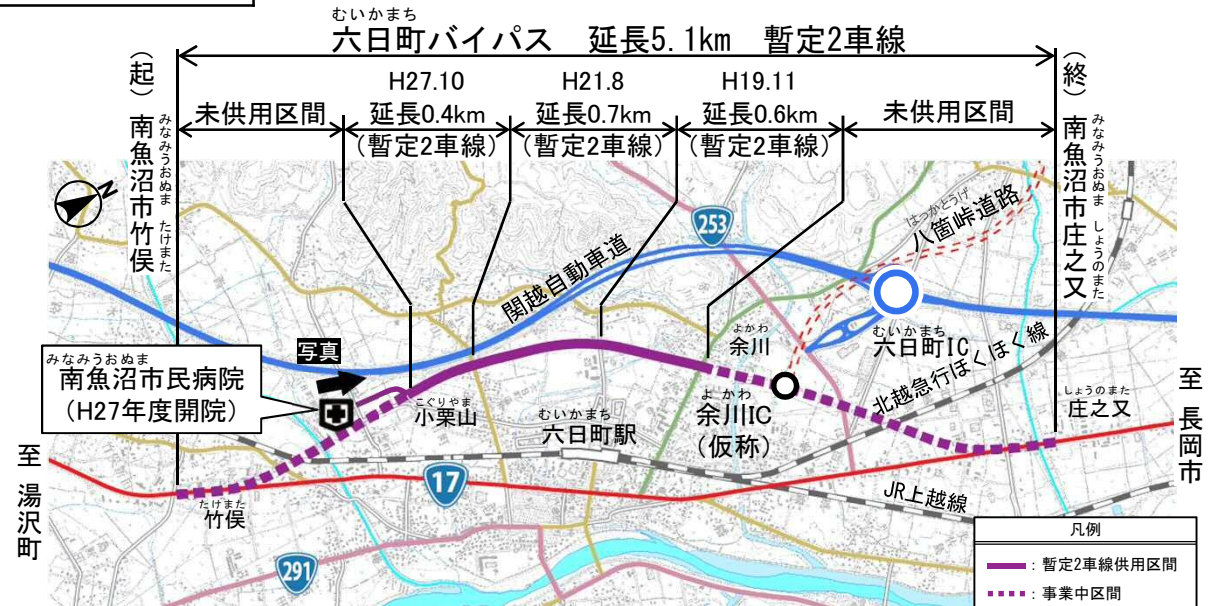 むいかまち
六日町バイパス 延長5.1km 暫定2車線
(起)南魚沼市竹俣
みなみうおぬま たけまた
(終)南魚沼市庄之又
みなみうおぬま しょうのまた
未供用区間
H27.10
延長0.4km
(暫定2車線)
H21.8
延長0.7km
(暫定2車線)
H19.11
延長0.6km
(暫定2車線)
未供用区間
N
253
はっかとうげ
八箇峠道路
関越自動車道
写真
みなみうおぬま
南魚沼市民病院
(H27年度開院)
こぐりやま
小栗山
むいかまち
六日町駅
よかわ
余川
よかわ
余川IC
(仮称)
むいかまち
六日町IC
北越急行ほくほく線
しょうのまた
庄之又
至 長岡市
至 湯沢町
たけまた
竹俣
17
JR上越線
291
凡例
:暫定2車線供用区間
:事業中区間